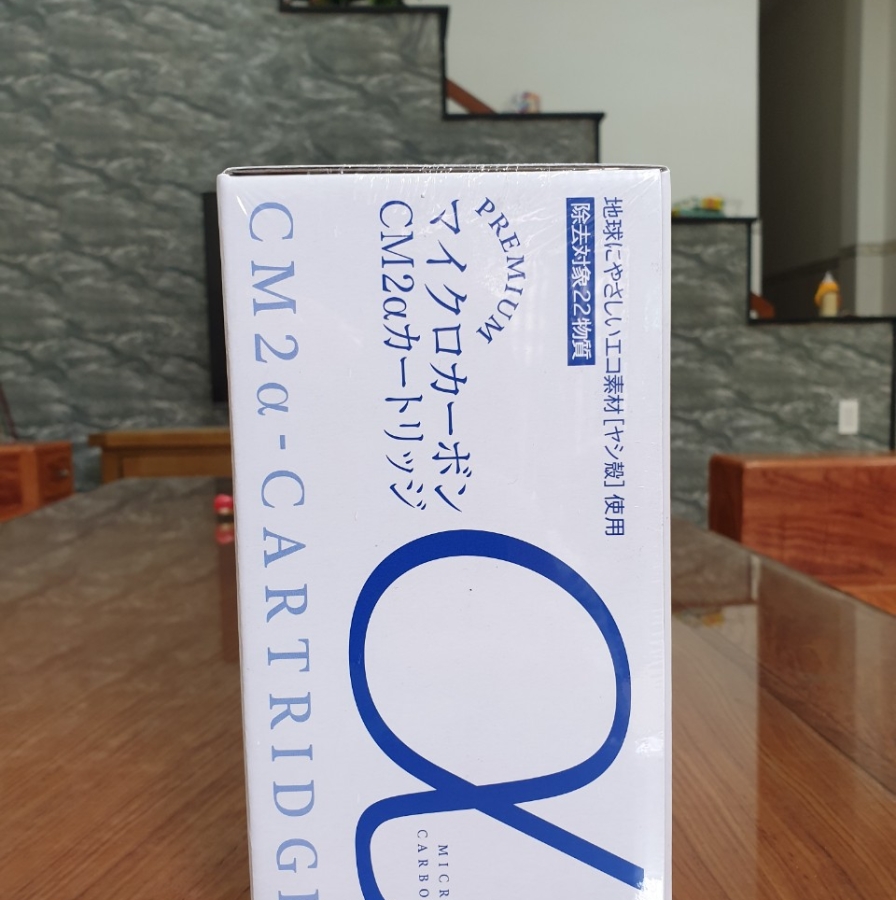 地球にやさしいエコ素材[ヤシ殻]使用
除去対象22物質
PREMIUM
マイクロカーボン
CM2αカートリッジ
α
CM2α-CARTRIDG